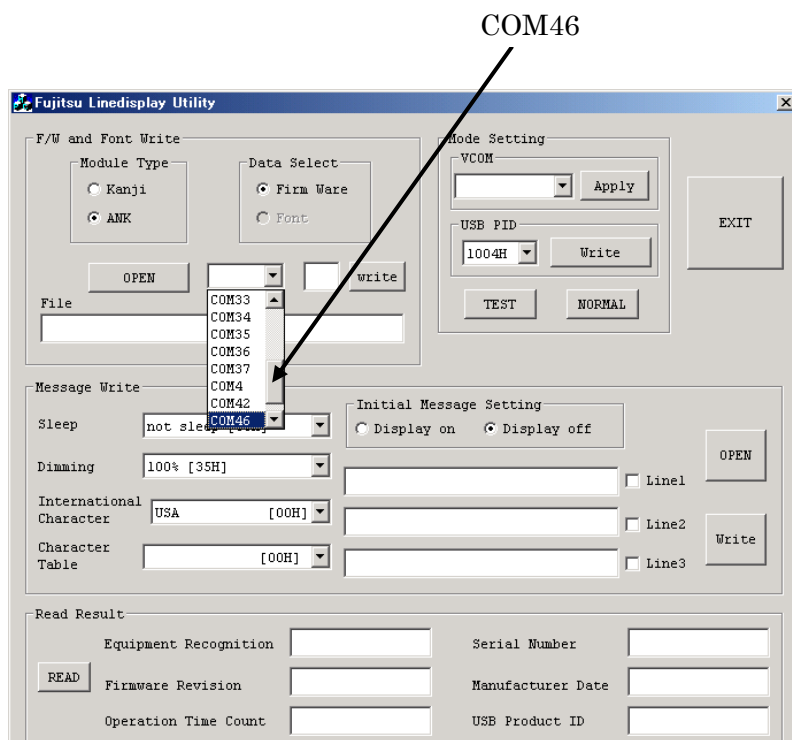 COM46
Fujitsu Linedisplay Utility
F/W and Font Write
Module Type
Kanji
ANK
Data Select
Firm Ware
Font
OPEN
write
File
COM33
COM34
COM35
COM36
COM37
COM4
COM42
COM46
Mode Setting
VCOM
Apply
USB PID
1004H
Write
TEST
NORMAL
EXIT
Message Write
Sleep
not sleep
Dimming
100% [35H]
International
Character
USA [00H]
Character
Table
[00H]
Initial Message Setting
Display on
Display off
Line1
Line2
Line3
OPEN
Write
Read Result
READ
Equipment Recognition
Firmware Revision
Operation Time Count
Serial Number
Manufacturer Date
USB Product ID